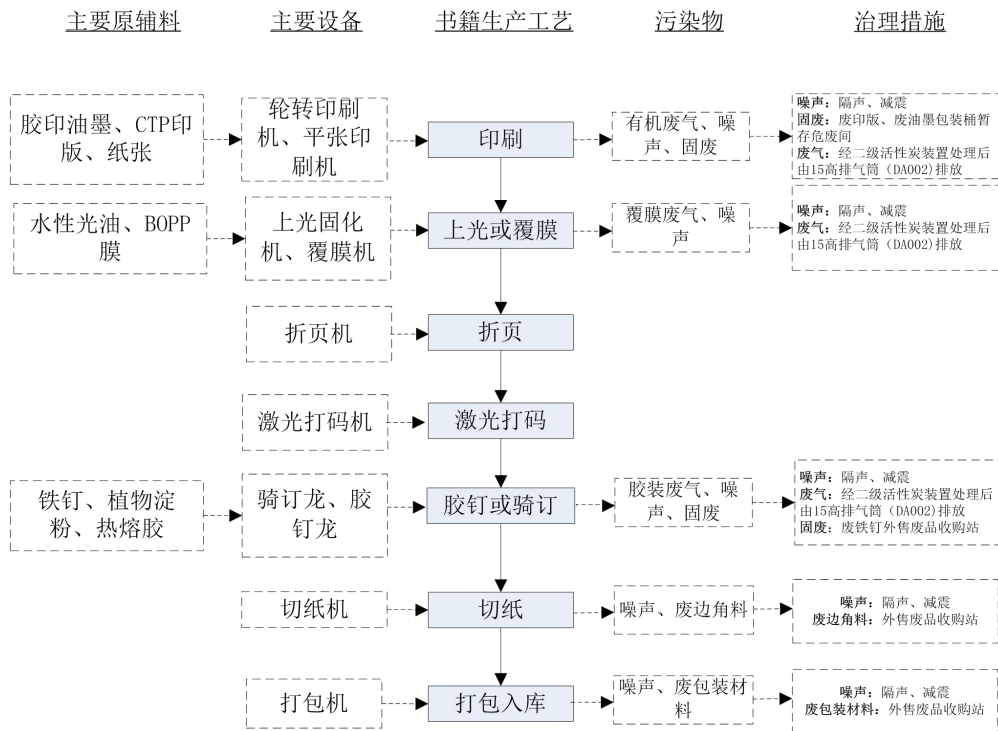 主要原辅料
主要设备
书籍生产工艺
污染物
治理措施
胶印油墨、CTP印
版、纸张
轮转印刷
机、平张印
刷机
印刷
有机废气、噪
声、固废
噪声：隔声、减震
固废：废印版、废油墨包装桶暂
存危废间
废气：经二级活性炭装置处理后
由15高排气筒（DA002)排放
水性光油、BOPP
膜
上光固化
机、覆膜机
上光或覆膜
覆膜废气、噪
声
噪声：隔声、减震
废气：经二级活性炭装置处理后
由15高排气筒（DA002)排放
折页机
折页
激光打码机
激光打码
铁钉、植物淀
粉、热熔胶
骑订龙、胶
钉龙
胶钉或骑订
胶装废气、噪
声、固废
噪声：隔声、减震
废气：经二级活性炭装置处理后
由15高排气筒（DA002)排放
固废：废铁钉外售废品收购站
切纸机
切纸
噪声、废边角料
噪声：隔声、减震
废边角料：外售废品收购站
打包机
打包入库
噪声、废包装材
料
噪声：隔声、减震
废包装材料：外售废品收购站